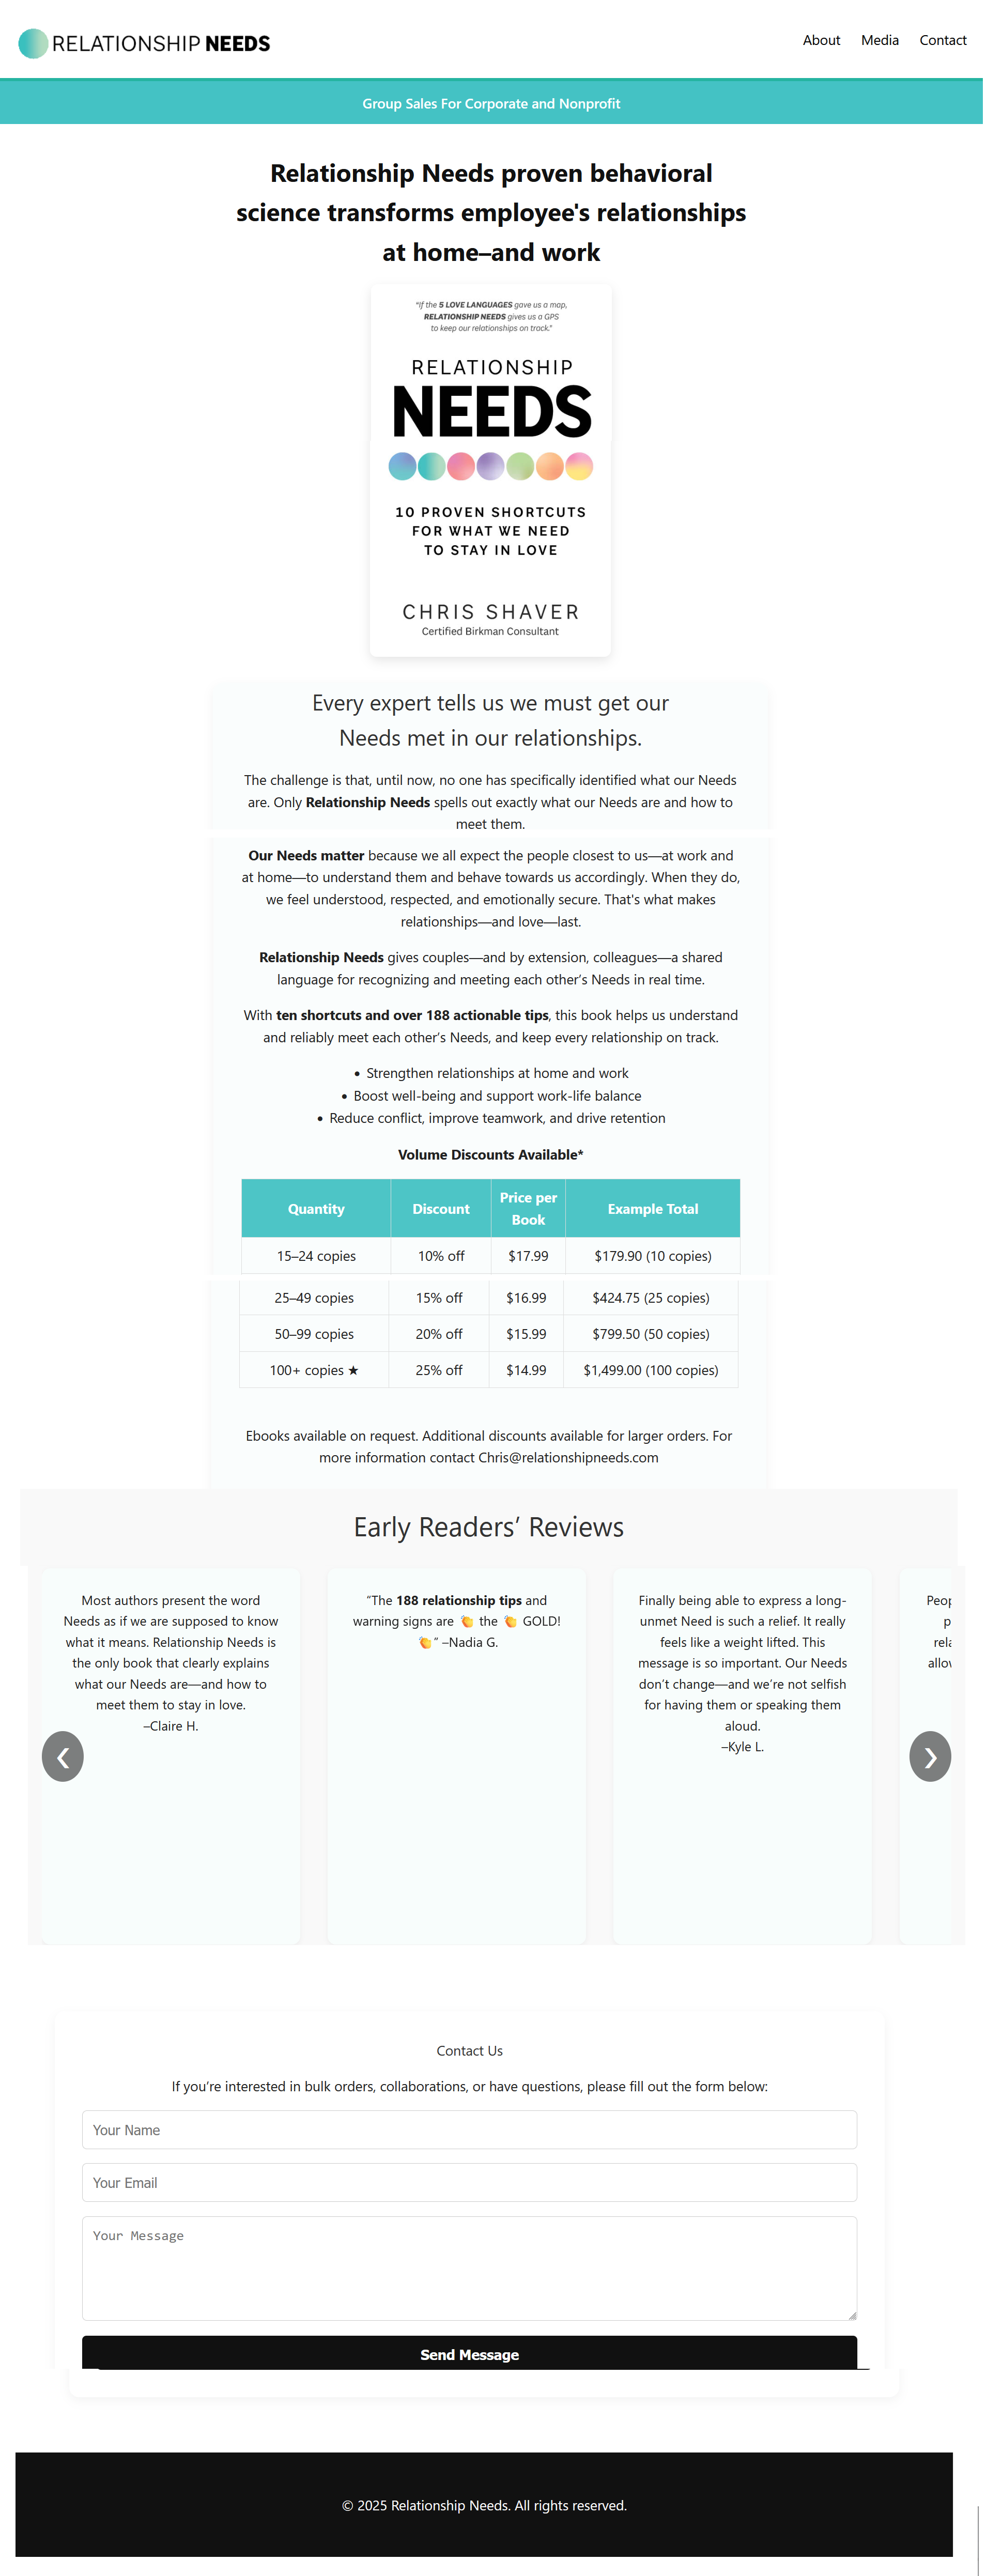 RELATIONSHIP NEEDS
About Media Contact
Group Sales For Corporate and Nonprofit
Relationship Needs proven behavioral
science transforms employee's relationships
at home–and work
"If the 5 LOVE LANGUAGES gave us a map,
RELATIONSHIP NEEDS gives us a GPS
to keep our relationships on track."
RELATIONSHIP
NEEDS
10 PROVEN SHORTCUTS
FOR WHAT WE NEED
TO STAY IN LOVE
CHRIS SHAVER
Certified Birkman Consultant
Every expert tells us we must get our
Needs met in our relationships.
The challenge is that, until now, no one has specifically identified what our Needs
are. Only Relationship Needs spells out exactly what our Needs are and how to
meet them.
Our Needs matter because we all expect the people closest to us—at work and
at home—to understand them and behave towards us accordingly. When they do,
we feel understood, respected, and emotionally secure. That's what makes
relationships—and love—last.
Relationship Needs gives couples—and by extension, colleagues—a shared
language for recognizing and meeting each other’s Needs in real time.
With ten shortcuts and over 188 actionable tips, this book helps us understand
and reliably meet each other’s Needs, and keep every relationship on track.
• Strengthen relationships at home and work
• Boost well-being and support work-life balance
• Reduce conflict, improve teamwork, and drive retention
Volume Discounts Available*
Quantity Discount Price per Book Example Total
15–24 copies 10% off $17.99 $179.90 (10 copies)
25–49 copies 15% off $16.99 $424.75 (25 copies)
50–99 copies 20% off $15.99 $799.50 (50 copies)
100+ copies ★ 25% off $14.99 $1,499.00 (100 copies)
Ebooks available on request. Additional discounts available for larger orders. For
more information contact Chris@relationshipneeds.com
Early Readers’ Reviews
Most authors present the word
Needs as if we are supposed to know
what it means. Relationship Needs is
the only book that clearly explains
what our Needs are—and how to
meet them to stay in love.
–Claire H.
“The 188 relationship tips and
warning signs are 👏 the 👏 GOLD!
👏” –Nadia G.
Finally being able to express a long-
unmet Need is such a relief. It really
feels like a weight lifted. This
message is so important. Our Needs
don’t change—and we’re not selfish
for having them or speaking them
aloud.
–Kyle L.
❮ ❯
Contact Us
If you’re interested in bulk orders, collaborations, or have questions, please fill out the form below:
Your Name
Your Email
Your Message
Send Message
© 2025 Relationship Needs. All rights reserved.